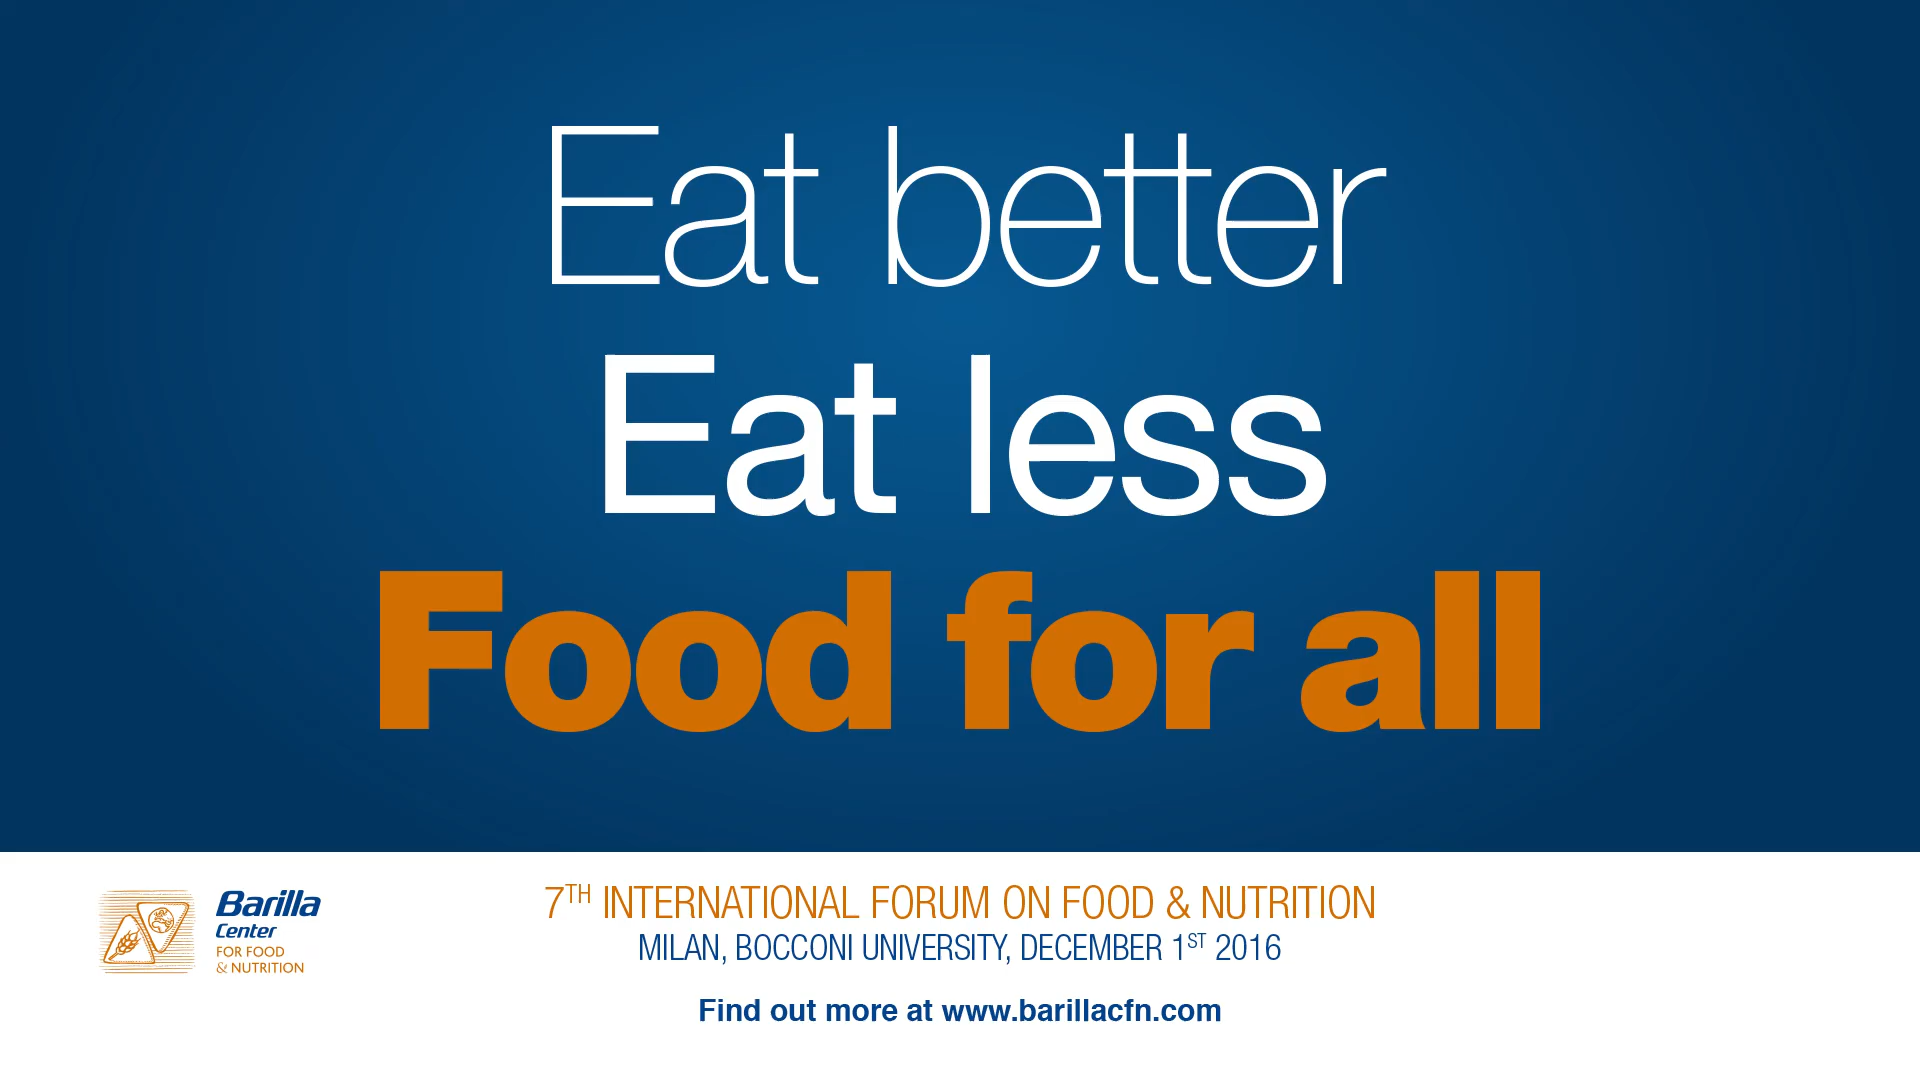 Eat better
Eat less
Food for all
Barilla
Center
FOR FOOD
& NUTRITION
7TH INTERNATIONAL FORUM ON FOOD & NUTRITION
MILAN, BOCCONI UNIVERSITY, DECEMBER 1ST 2016
Find out more at www.barillacfn.com